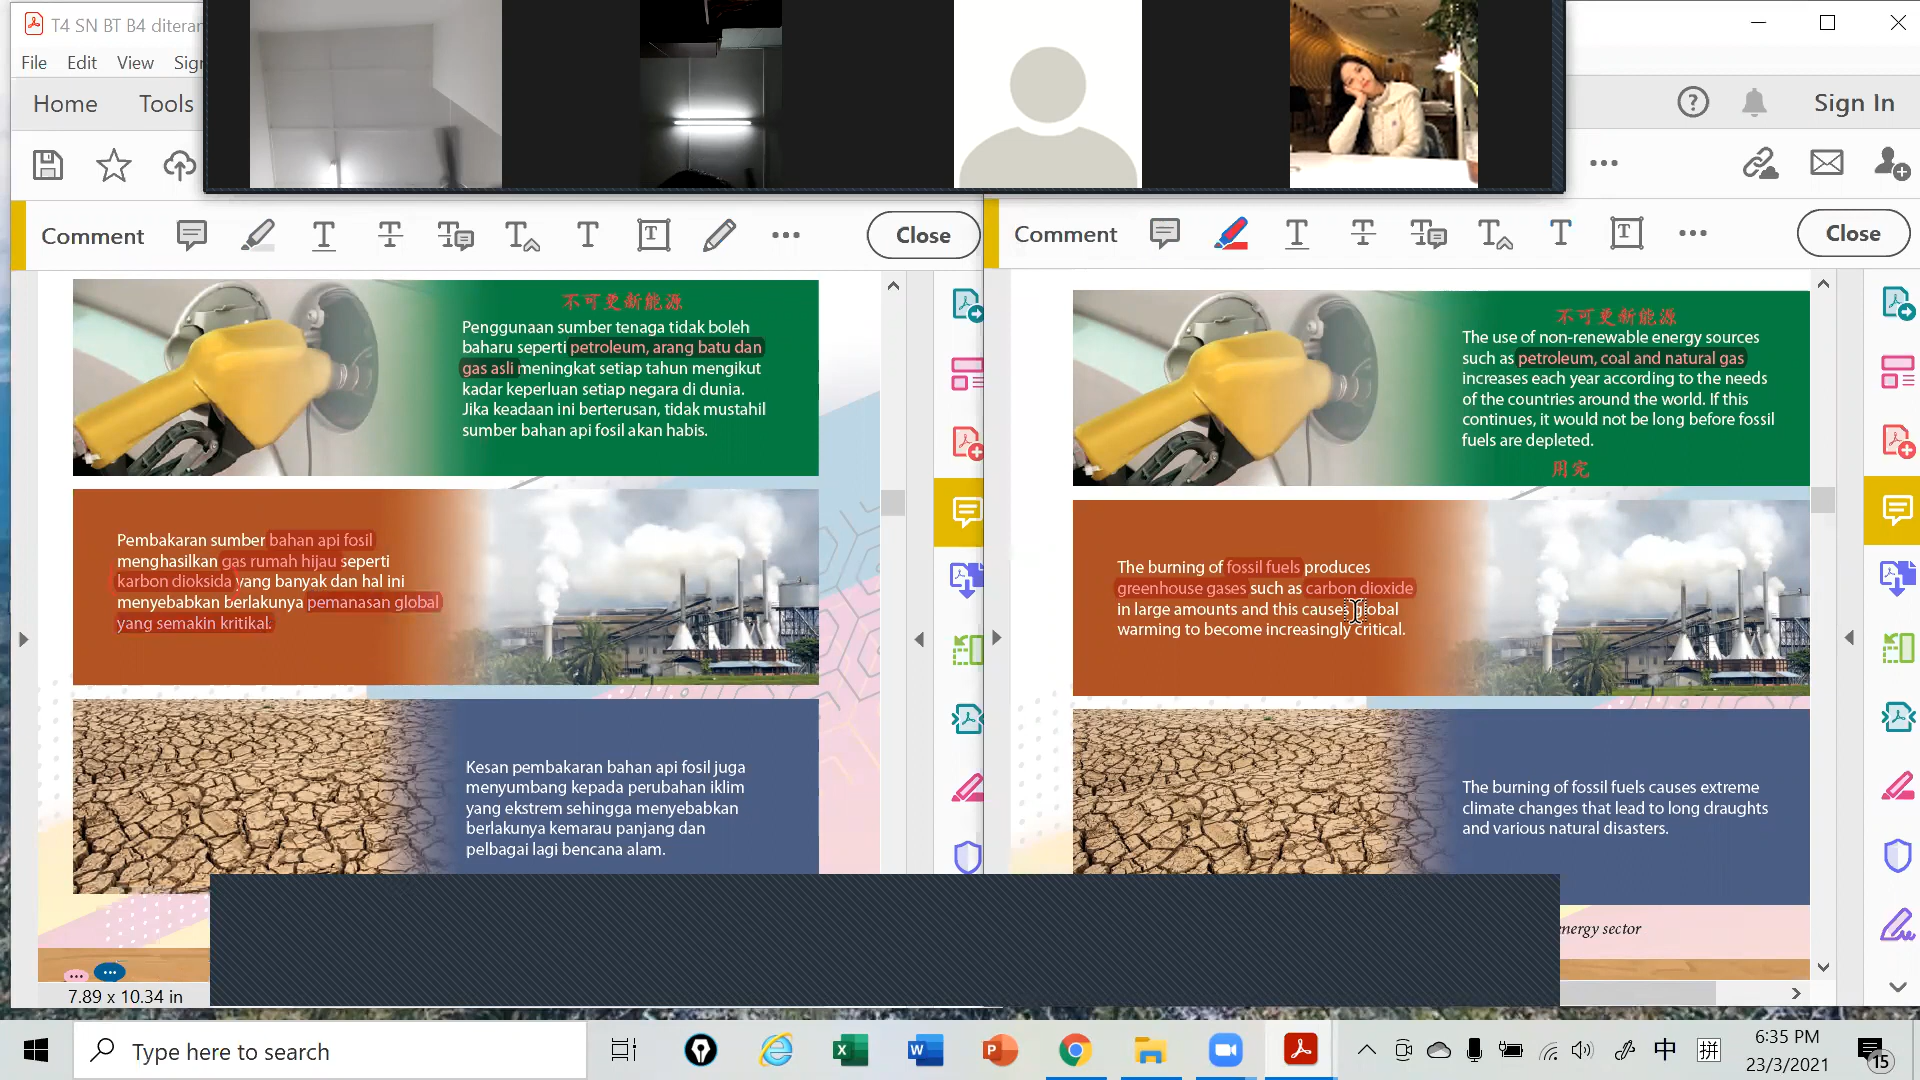 T4 SN BT B4 diteran
File Edit View Sign
Home Tools
Sign In
Comment
Close
Comment
Close
不可更新能源
Penggunaan sumber tenaga tidak boleh
baharu seperti petroleum, arang batu dan
gas asli meningkat setiap tahun mengikut
kadar keperluan setiap negara di dunia.
Jika keadaan ini berterusan, tidak mustahil
sumber bahan api fosil akan habis.
Pembakaran sumber bahan api fosil
menghasilkan gas rumah hijau seperti
karbon dioksida yang banyak dan hal ini
menyebabkan berlakunya pemanasan global
yang semakin kritikal.
Kesan pembakaran bahan api fosil juga
menyumbang kepada perubahan iklim
yang ekstrem sehingga menyebabkan
berlakunya kemarau panjang dan
pelbagai lagi bencana alam.
7.89 x 10.34 in
不可更新能源
The use of non-renewable energy sources
such as petroleum, coal and natural gas
increases each year according to the needs
of the countries around the world. If this
continues, it would not be long before fossil
fuels are depleted.
用完
The burning of fossil fuels produces
greenhouse gases such as carbon dioxide
in large amounts and this causes global
warming to become increasingly critical.
The burning of fossil fuels causes extreme
climate changes that lead to long draughts
and various natural disasters.
energy sector
Type here to search
中
拼
6:35 PM
23/3/2021
15